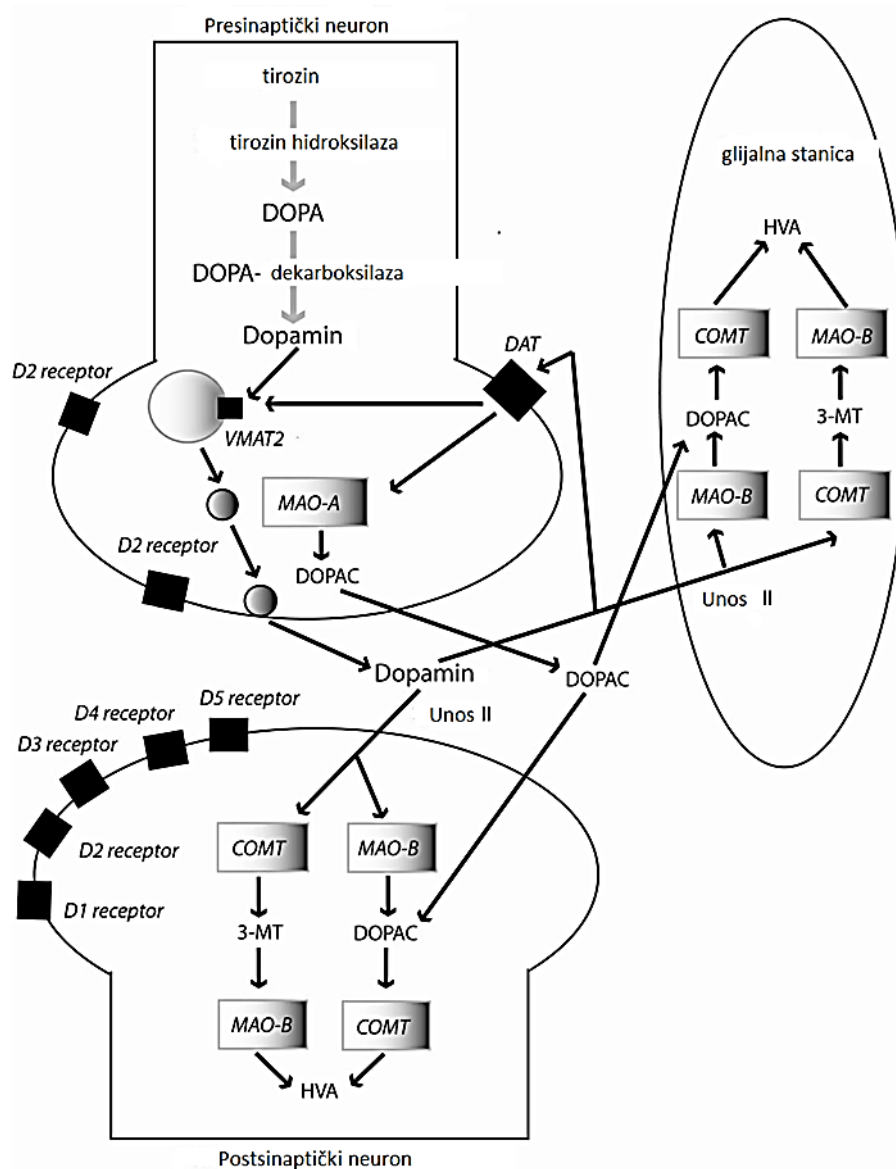 Presinaptički neuron
tirozin
tirozin hidroksilaza
DOPA
DOPA- dekarboksilaza
Dopamin
D2 receptor
VMAT2
DAT
MAO-A
D2 receptor
DOPAC
glijalna stanica
HVA
COMT
MAO-B
DOPAC
3-MT
MAO-B
COMT
Unos II
Dopamin
DOPAC
Unos II
D5 receptor
D4 receptor
D3 receptor
D2 receptor
D1 receptor
COMT
MAO-B
3-MT
DOPAC
MAO-B
COMT
HVA
Postsinaptički neuron